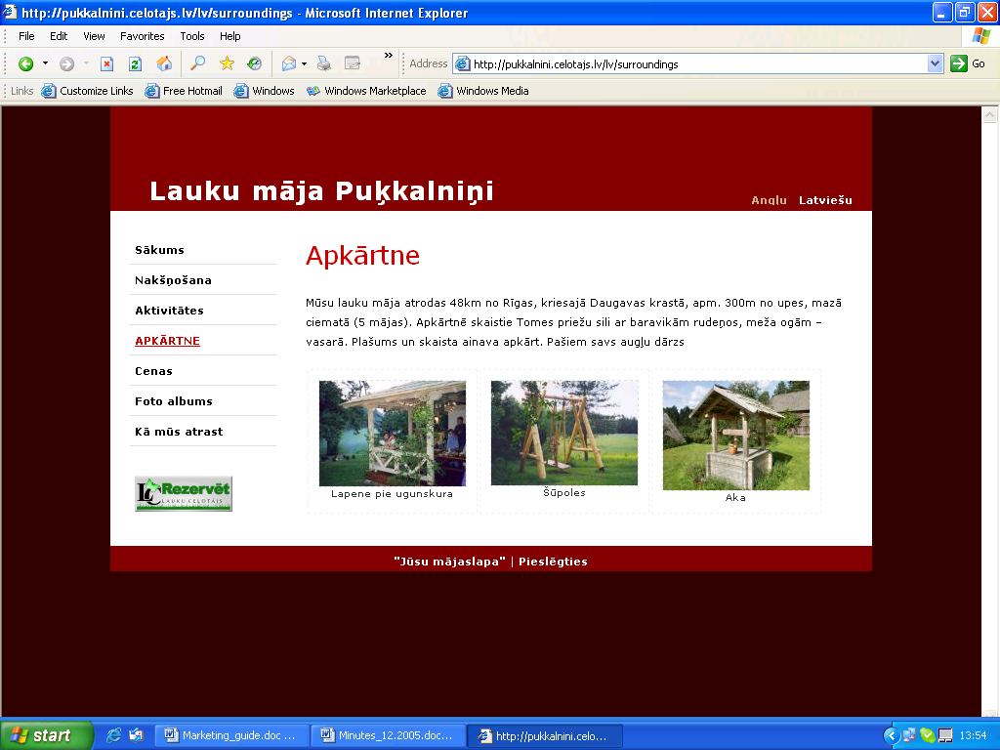 http://pukkalnini.celotajs.lv/lv/surroundings - Microsoft Internet Explorer
File Edit View Favorites Tools Help
Address http://pukkalnini.celotajs.lv/lv/surroundings Go
Links Customize Links Free Hotmail Windows Windows Marketplace Windows Media
Lauku māja Puķkalniņi
Angļu Latviešu
Sākums
Nakšņošana
Aktivitātes
APKĀRTNE
Cenas
Foto albums
Kā mūs atrast
LC Rezervēt
LAUKU CEĻOTĀJS
Apkārtne
Mūsu lauku māja atrodas 48km no Rīgas, kriesajā Daugavas krastā, apm. 300m no upes, mazā
ciematā (5 mājas). Apkārtnē skaistie Tomes priežu sili ar baravikām rudeņos, meža ogām –
vasarā. Plašums un skaista ainava apkārt. Pašiem savs augļu dārzs
Lapene pie ugunskura
Šūpoles
Aka
"Jūsu mājaslapa" | Pieslēgties
start Marketing_guide.doc ... Minutes_12.2005.doc... http://pukkalnini.celo... 13:54